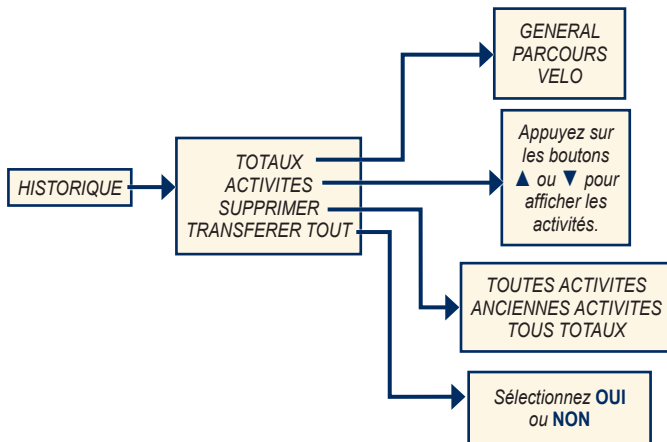 HISTORIQUE
TOTAUX
ACTIVITES
SUPPRIMER
TRANSFERER TOUT
GENERAL
PARCOURS
VELO
Appuyez sur
les boutons
▲ ou ▼ pour
afficher les
activités.
TOUTES ACTIVITES
ANCIENNES ACTIVITES
TOUS TOTAUX
Sélectionnez OUI
ou NON